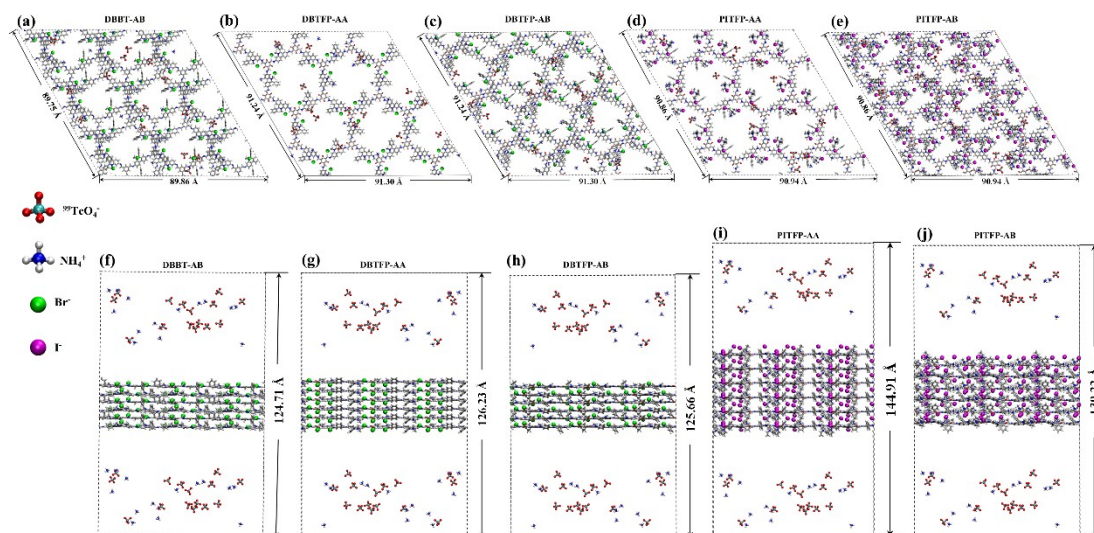 (a) DBBT-AB
(b) DBTFP-AA
(c) DBTFP-AB
(d) PITFP-AA
(e) PITFP-AB
89.75 Å
89.86 Å
91.24 Å
91.30 Å
91.24 Å
91.30 Å
90.86 Å
90.94 Å
90.86 Å
90.94 Å
⁹⁹TcO₄⁻
NH₄⁺
Br⁻
I⁻
(f) DBBT-AB
(g) DBTFP-AA
(h) DBTFP-AB
(i) PITFP-AA
(j) PITFP-AB
124.71 Å
126.23 Å
125.66 Å
144.91 Å